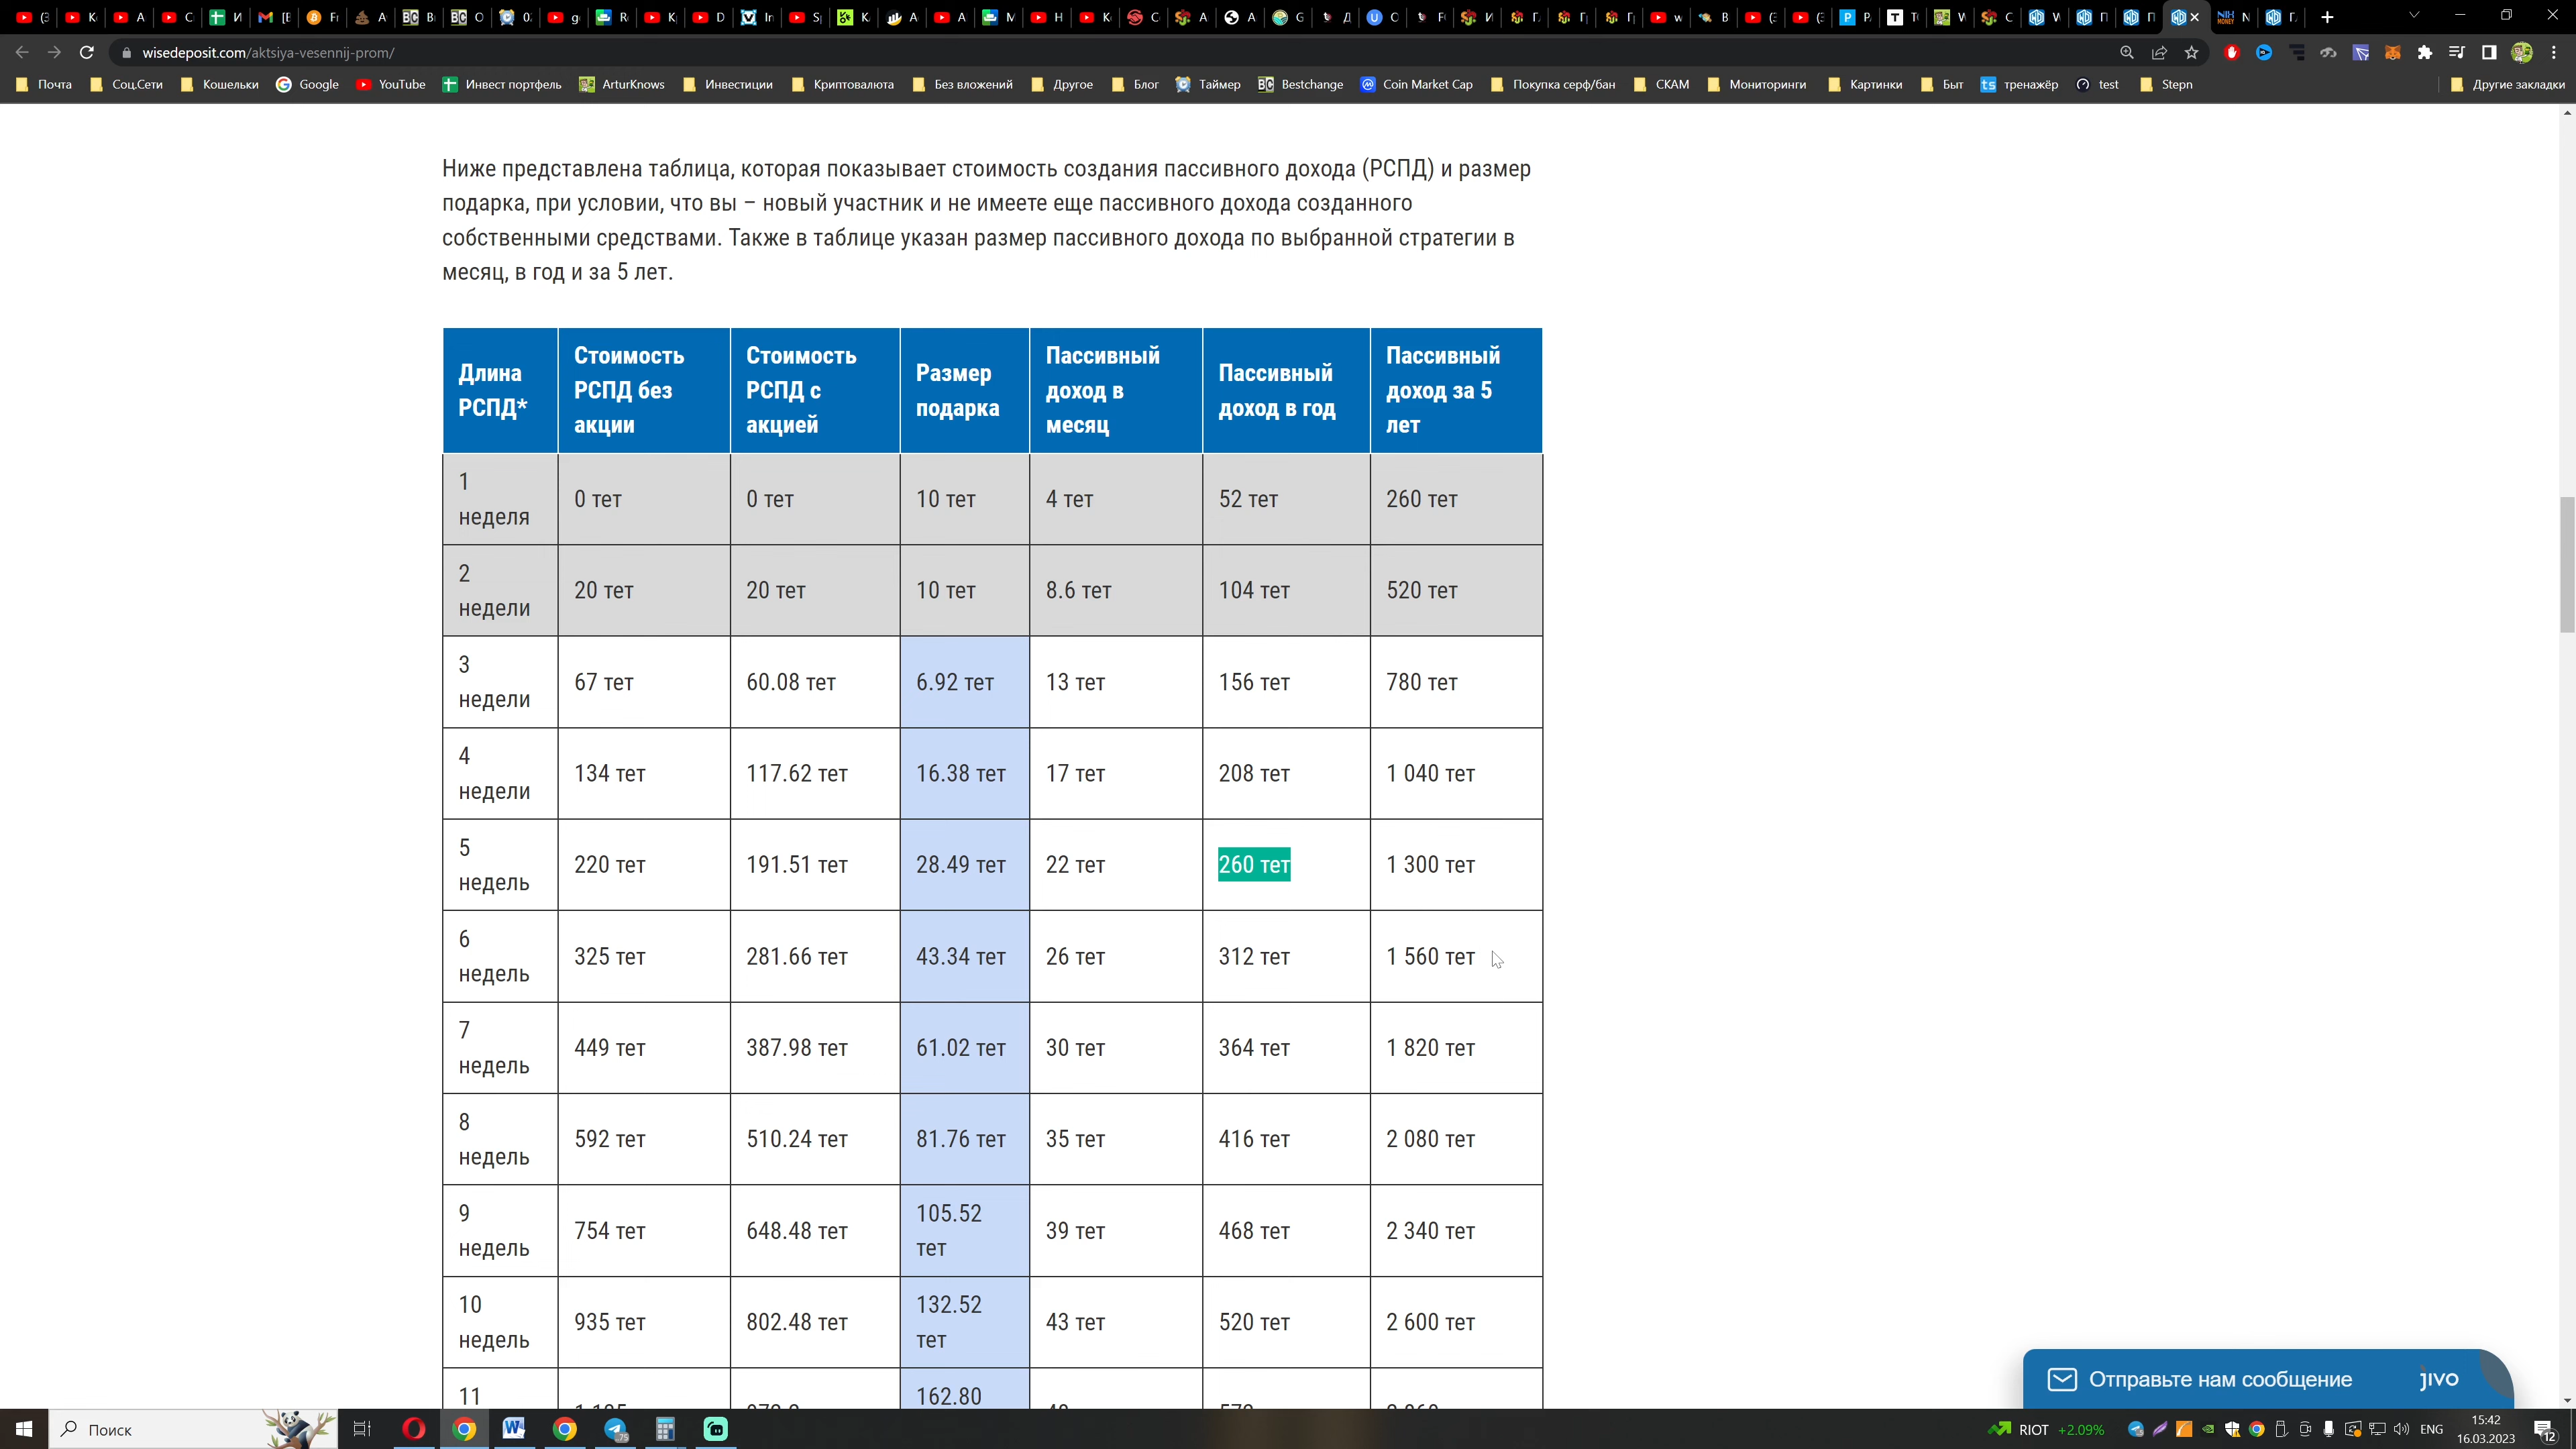 wisedeposit.com/aktsiya-vesennij-prom/
Почта
Соц.Сети
Кошельки
Google
YouTube
Инвест портфель
ArturKnows
Инвестиции
Криптовалюта
Без вложений
Другое
Блог
Таймер
Bestchange
Coin Market Cap
Покупка серф/бан
СКАМ
Мониторинги
Картинки
Быт
тренажёр
test
Stepn
Другие закладки
Ниже представлена таблица, которая показывает стоимость создания пассивного дохода (РСПД) и размер
подарка, при условии, что вы – новый участник и не имеете еще пассивного дохода созданного
собственными средствами. Также в таблице указан размер пассивного дохода по выбранной стратегии в
месяц, в год и за 5 лет.
Длина РСПД*
Стоимость РСПД без акции
Стоимость РСПД с акцией
Размер подарка
Пассивный доход в месяц
Пассивный доход в год
Пассивный доход за 5 лет
1 неделя 0 тет 0 тет 10 тет 4 тет 52 тет 260 тет
2 недели 20 тет 20 тет 10 тет 8.6 тет 104 тет 520 тет
3 недели 67 тет 60.08 тет 6.92 тет 13 тет 156 тет 780 тет
4 недели 134 тет 117.62 тет 16.38 тет 17 тет 208 тет 1 040 тет
5 недель 220 тет 191.51 тет 28.49 тет 22 тет 260 тет 1 300 тет
6 недель 325 тет 281.66 тет 43.34 тет 26 тет 312 тет 1 560 тет
7 недель 449 тет 387.98 тет 61.02 тет 30 тет 364 тет 1 820 тет
8 недель 592 тет 510.24 тет 81.76 тет 35 тет 416 тет 2 080 тет
9 недель 754 тет 648.48 тет 105.52 тет 39 тет 468 тет 2 340 тет
10 недель 935 тет 802.48 тет 132.52 тет 43 тет 520 тет 2 600 тет
11 162.80
Отправьте нам сообщение jivo
Поиск
RIOT +2.09%
ENG
15:42
16.03.2023
12